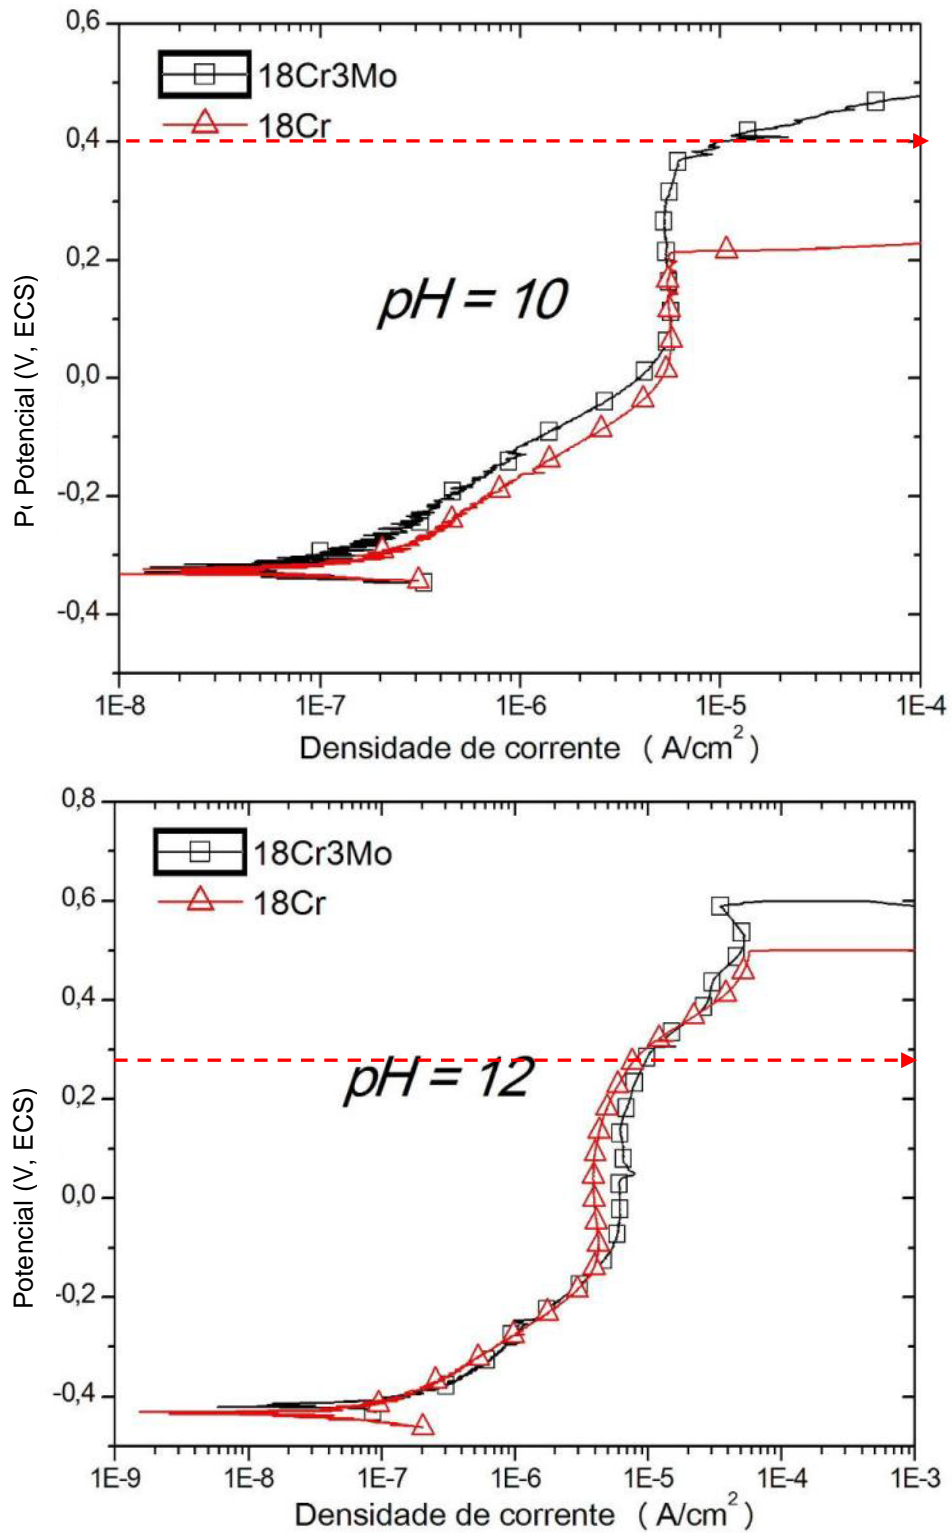 0,6
18Cr3Mo
18Cr
0,4
0,2
pH = 10
0,0
-0,2
-0,4
P Potencial (V, ECS)
1E-8 1E-7 1E-6 1E-5 1E-4
Densidade de corrente ( A/cm²)
0,8
18Cr3Mo
18Cr
0,6
0,4
pH = 12
0,2
0,0
-0,2
-0,4
Potencial (V, ECS)
1E-9 1E-8 1E-7 1E-6 1E-5 1E-4 1E-3
Densidade de corrente ( A/cm²)